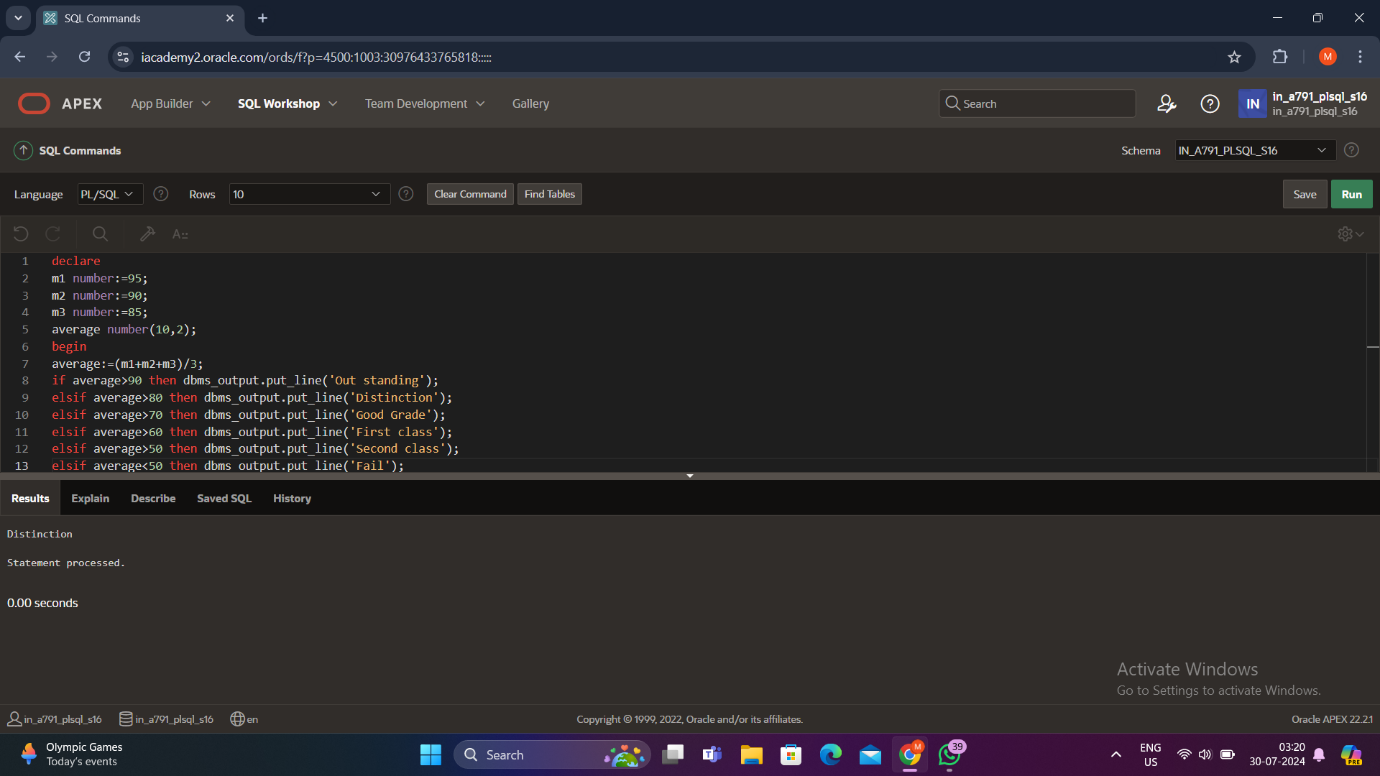 SQL Commands
iacademy2.oracle.com/ords/f?p=4500:1003:30976433765818:::::
M
APEX
App Builder
SQL Workshop
Team Development
Gallery
Search
IN
in_a791_plsql_s16
in_a791_plsql_s16
SQL Commands
Schema
IN_A791_PLSQL_S16
Language
PL/SQL
Rows
10
Clear Command
Find Tables
Save
Run
1 declare
2 m1 number:=95;
3 m2 number:=90;
4 m3 number:=85;
5 average number(10,2);
6 begin
7 average:=(m1+m2+m3)/3;
8 if average>90 then dbms_output.put_line('Out standing');
9 elsif average>80 then dbms_output.put_line('Distinction');
10 elsif average>70 then dbms_output.put_line('Good Grade');
11 elsif average>60 then dbms_output.put_line('First class');
12 elsif average>50 then dbms_output.put_line('Second class');
13 elsif average<50 then dbms_output.put_line('Fail');
Results
Explain
Describe
Saved SQL
History
Distinction
Statement processed.
0.00 seconds
Activate Windows
Go to Settings to activate Windows.
in_a791_plsql_s16
in_a791_plsql_s16
en
Copyright © 1999, 2022, Oracle and/or its affiliates.
Oracle APEX 22.2.1
Olympic Games
Today's events
Search
M
39
ENG
US
03:20
30-07-2024
PRE